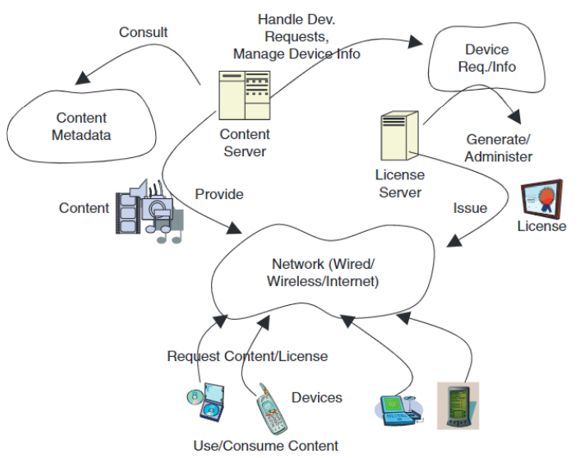 Consult
Handle Dev.
Requests,
Manage Device Info
Device
Req./Info
Content
Metadata
Content
Server
License
Server
Generate/
Administer
Content
Provide
Issue
License
Network (Wired/
Wireless/Internet)
Request Content/License
Devices
Use/Consume Content